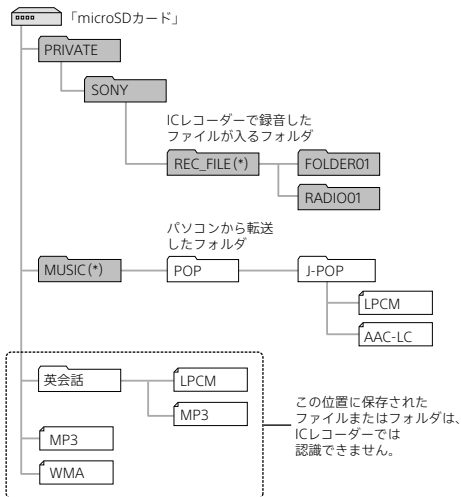 「microSDカード」
PRIVATE
SONY
ICレコーダーで録音した
ファイルが入るフォルダ
REC_FILE(*)
FOLDER01
RADIO01
パソコンから転送
したフォルダ
MUSIC(*)
POP
J-POP
LPCM
AAC-LC
英会話
LPCM
MP3
MP3
WMA
この位置に保存された
ファイルまたはフォルダは、
ICレコーダーでは
認識できません。